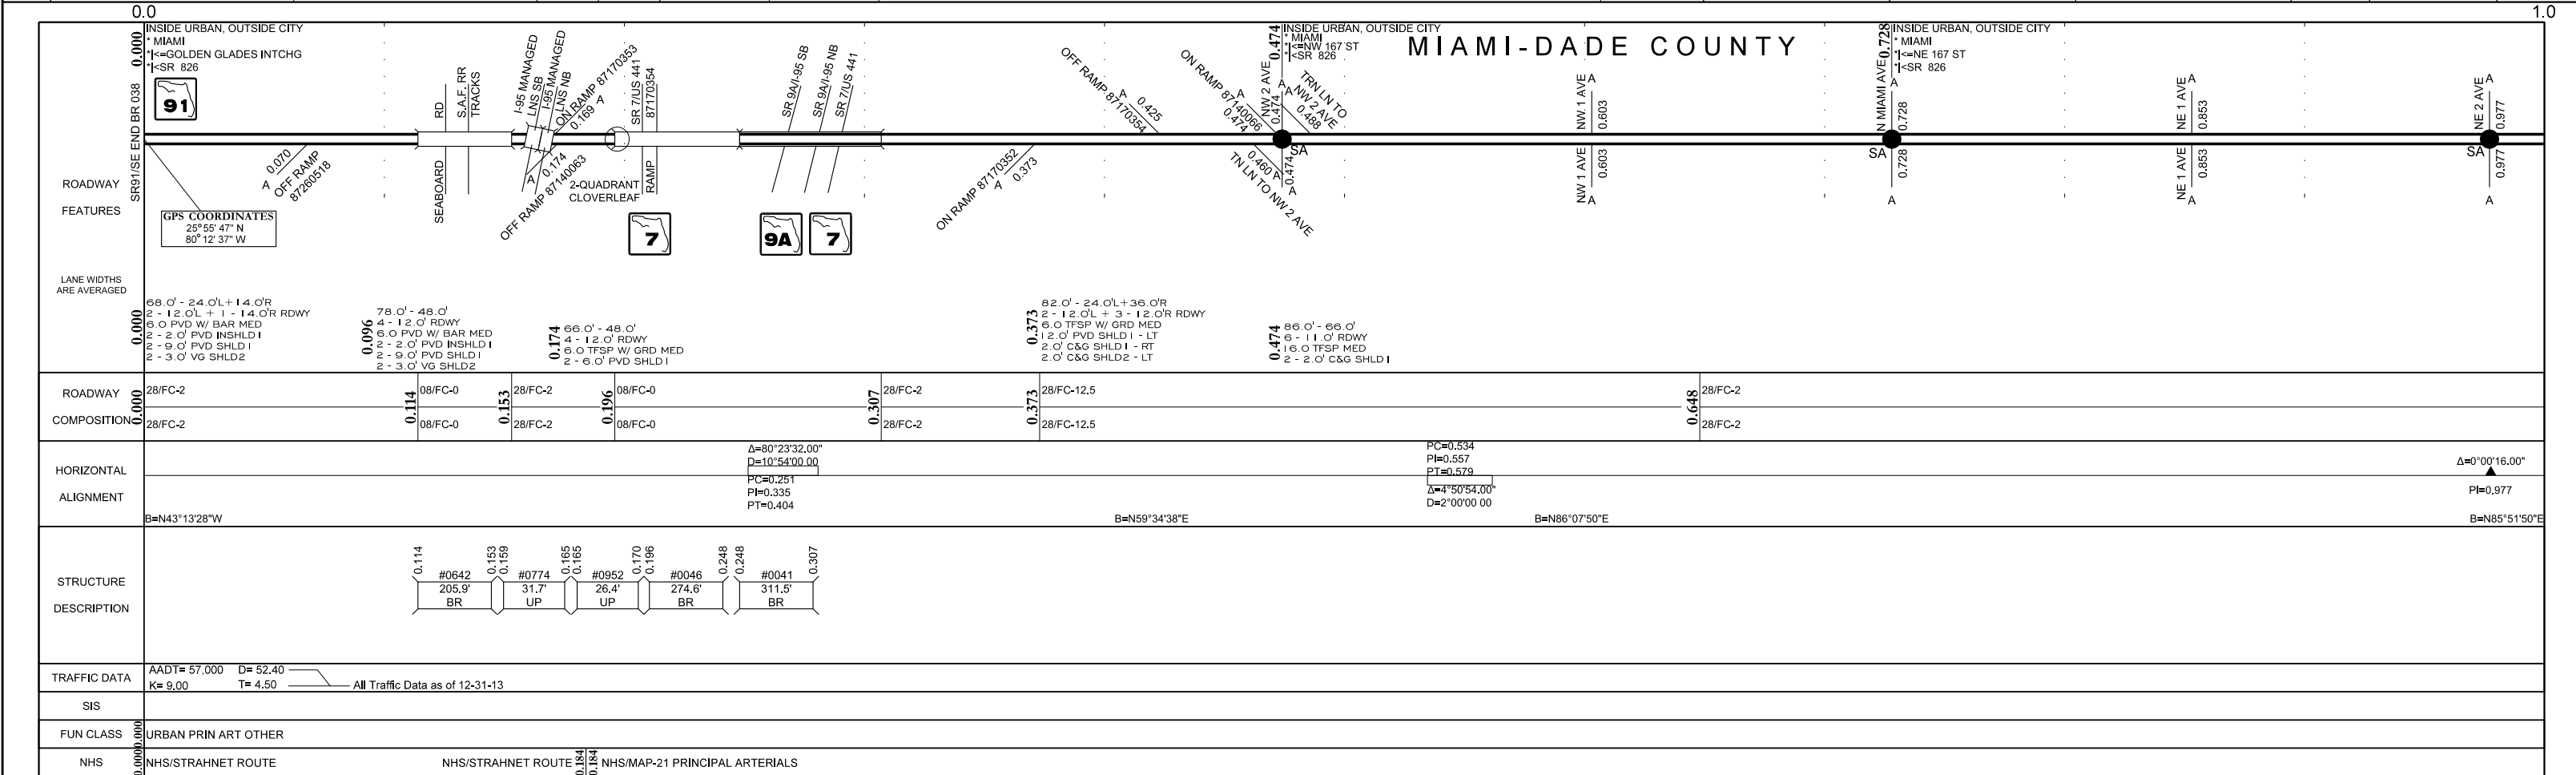 0.0
1.0
0.000
INSIDE URBAN, OUTSIDE CITY
* MIAMI
*|<=GOLDEN GLADES INTCHG
*|<SR 826
0.474
INSIDE URBAN, OUTSIDE CITY
* MIAMI
*|<=NW 167 ST
*|<SR 826
MIAMI-DADE COUNTY
0.728
INSIDE URBAN, OUTSIDE CITY
* MIAMI
*|<=NE 167 ST
*|<SR 826
SR91/SE END BR 038
91
RD
S.A.F. RR
TRACKS
I-95 MANAGED
LNS SB
I-95 MANAGED
LNS NB
ON RAMP 87170353
0.169 A
SR 7/US 441
87170354
SR 9A/I-95 SB
SR 9A/I-95 NB
SR 7/US 441
OFF RAMP 87170354
A 0.425
ON RAMP 87140066
A 0.474
NW 2 AVE
0.474
A
A
TRN LN TO
NW 2 AVE
0.488
NW 1 AVE A
0.603
N MIAMI AVE
A
0.728
NE 1 AVE A
0.853
NE 2 AVE A
0.977
ROADWAY
FEATURES
A 0.070
OFF RAMP
87260518
SEABOARD
A 0.174
OFF RAMP 87140063
2-QUADRANT
CLOVERLEAF
RAMP
7
9A
7
ON RAMP 87170352
A 0.373
0.460 A
TN LN TO NW 2 AVE
0.474
A
SA
NW 1 AVE
A
0.603
SA
0.728
A
NE 1 AVE
A
0.853
SA
0.977
A
GPS COORDINATES
25°55' 47" N
80°12' 37" W
LANE WIDTHS
ARE AVERAGED
0.000
68.0' - 24.0'L+14.0'R
2 - 12.0'L + 1 - 14.0'R RDWY
6.0 PVD W/ BAR MED
2 - 2.0' PVD INSHLD1
2 - 9.0' PVD SHLD1
2 - 3.0' VG SHLD2
0.096
78.0' - 48.0'
4 - 12.0' RDWY
6.0 PVD W/ BAR MED
2 - 2.0' PVD INSHLD1
2 - 9.0' PVD SHLD1
2 - 3.0' VG SHLD2
0.174
66.0' - 48.0'
4 - 12.0' RDWY
6.0 TFSP W/ GRD MED
2 - 6.0' PVD SHLD1
0.373
82.0' - 24.0'L+36.0'R
2 - 12.0'L + 3 - 12.0'R RDWY
6.0 TFSP W/ GRD MED
12.0' PVD SHLD1 - LT
2.0' C&G SHLD1 - RT
2.0' C&G SHLD2 - LT
0.474
86.0' - 66.0'
6 - 11.0' RDWY
16.0 TFSP MED
2 - 2.0' C&G SHLD1
ROADWAY
COMPOSITION
0.000
28/FC-2
28/FC-2
0.114
08/FC-0
08/FC-0
0.153
28/FC-2
28/FC-2
0.196
08/FC-0
08/FC-0
0.307
28/FC-2
28/FC-2
0.373
28/FC-12.5
28/FC-12.5
0.648
28/FC-2
28/FC-2
HORIZONTAL
ALIGNMENT
B=N43°13'28"W
Δ=80°23'32.00"
D=10°54'00 00
PC=0.251
PI=0.335
PT=0.404
B=N59°34'38"E
PC=0.534
PI=0.557
PT=0.579
Δ=4°50'54.00"
D=2°00'00 00
B=N86°07'50"E
Δ=0°00'16.00"
PI=0.977
B=N85°51'50"E
STRUCTURE
DESCRIPTION
0.114
0.153
#0642
205.9'
BR
0.159
0.165
#0774
31.7'
UP
0.165
0.170
#0952
26.4'
UP
0.196
0.248
#0046
274.6'
BR
0.248
0.307
#0041
311.5'
BR
TRAFFIC DATA
AADT= 57,000 D= 52.40
K= 9.00 T= 4.50
All Traffic Data as of 12-31-13
SIS
FUN CLASS
0.000
URBAN PRIN ART OTHER
NHS
0.000
NHS/STRAHNET ROUTE
NHS/STRAHNET ROUTE
0.184
0.184
NHS/MAP-21 PRINCIPAL ARTERIALS